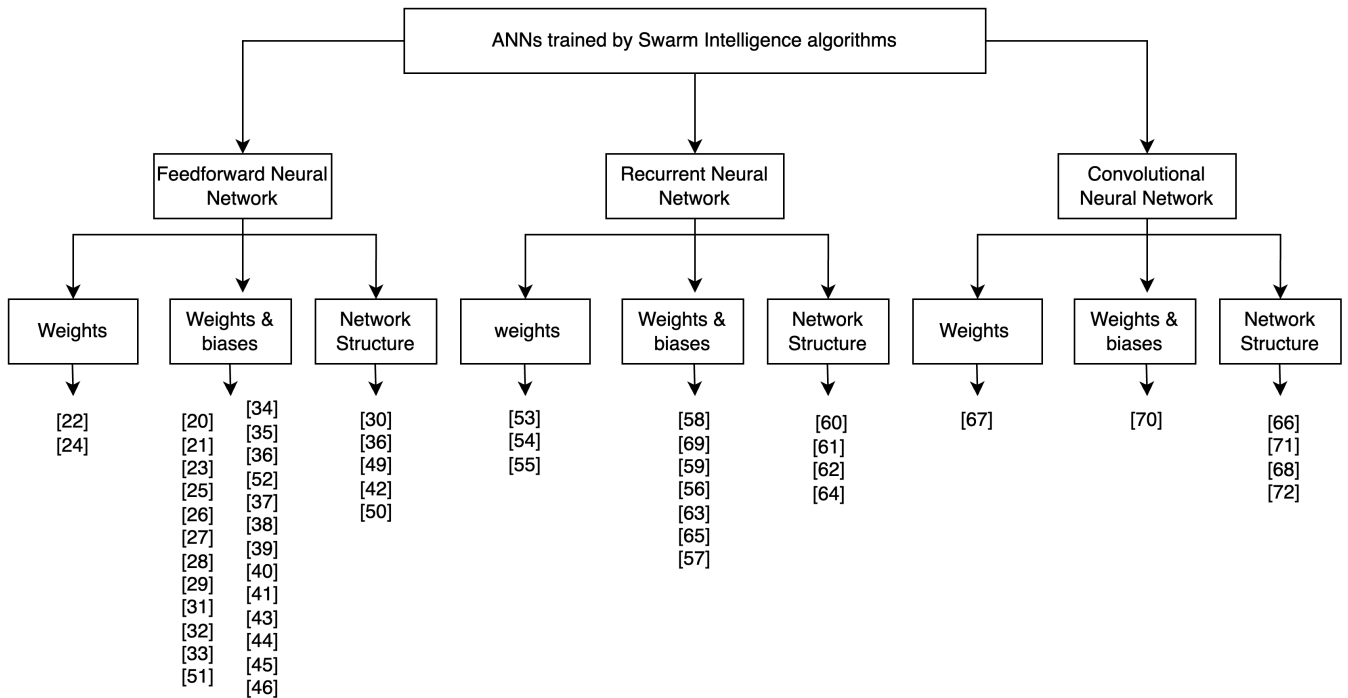 ANNs trained by Swarm Intelligence algorithms
Feedforward Neural
Network
Recurrent Neural
Network
Convolutional
Neural Network
Weights
Weights &
biases
Network
Structure
weights
Weights &
biases
Network
Structure
Weights
Weights &
biases
Network
Structure
[22]
[24]
[20]
[21]
[23]
[25]
[26]
[27]
[28]
[29]
[31]
[32]
[33]
[51]
[34]
[35]
[36]
[52]
[37]
[38]
[39]
[40]
[41]
[43]
[44]
[45]
[46]
[30]
[36]
[49]
[42]
[50]
[53]
[54]
[55]
[58]
[69]
[59]
[56]
[63]
[65]
[57]
[60]
[61]
[62]
[64]
[67]
[70]
[66]
[71]
[68]
[72]